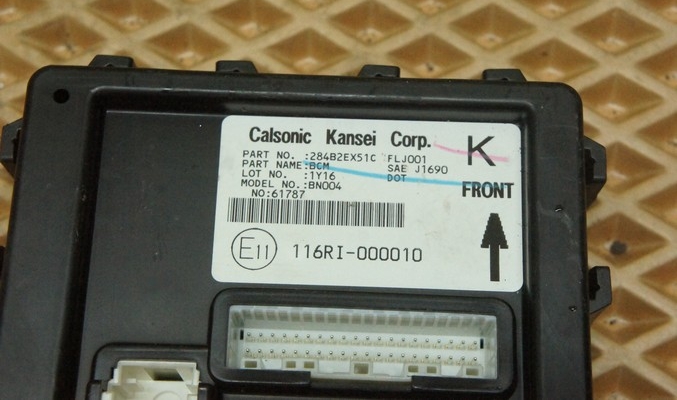 Calsonic Kansei Corp. K
PART NO. :284B2EX51C FLJ001
PART NAME:BCM SAE J1690
LOT NO. :1Y16 DOT
MODEL NO.:BN004 FRONT
NO:61787
E11 116RI-000010